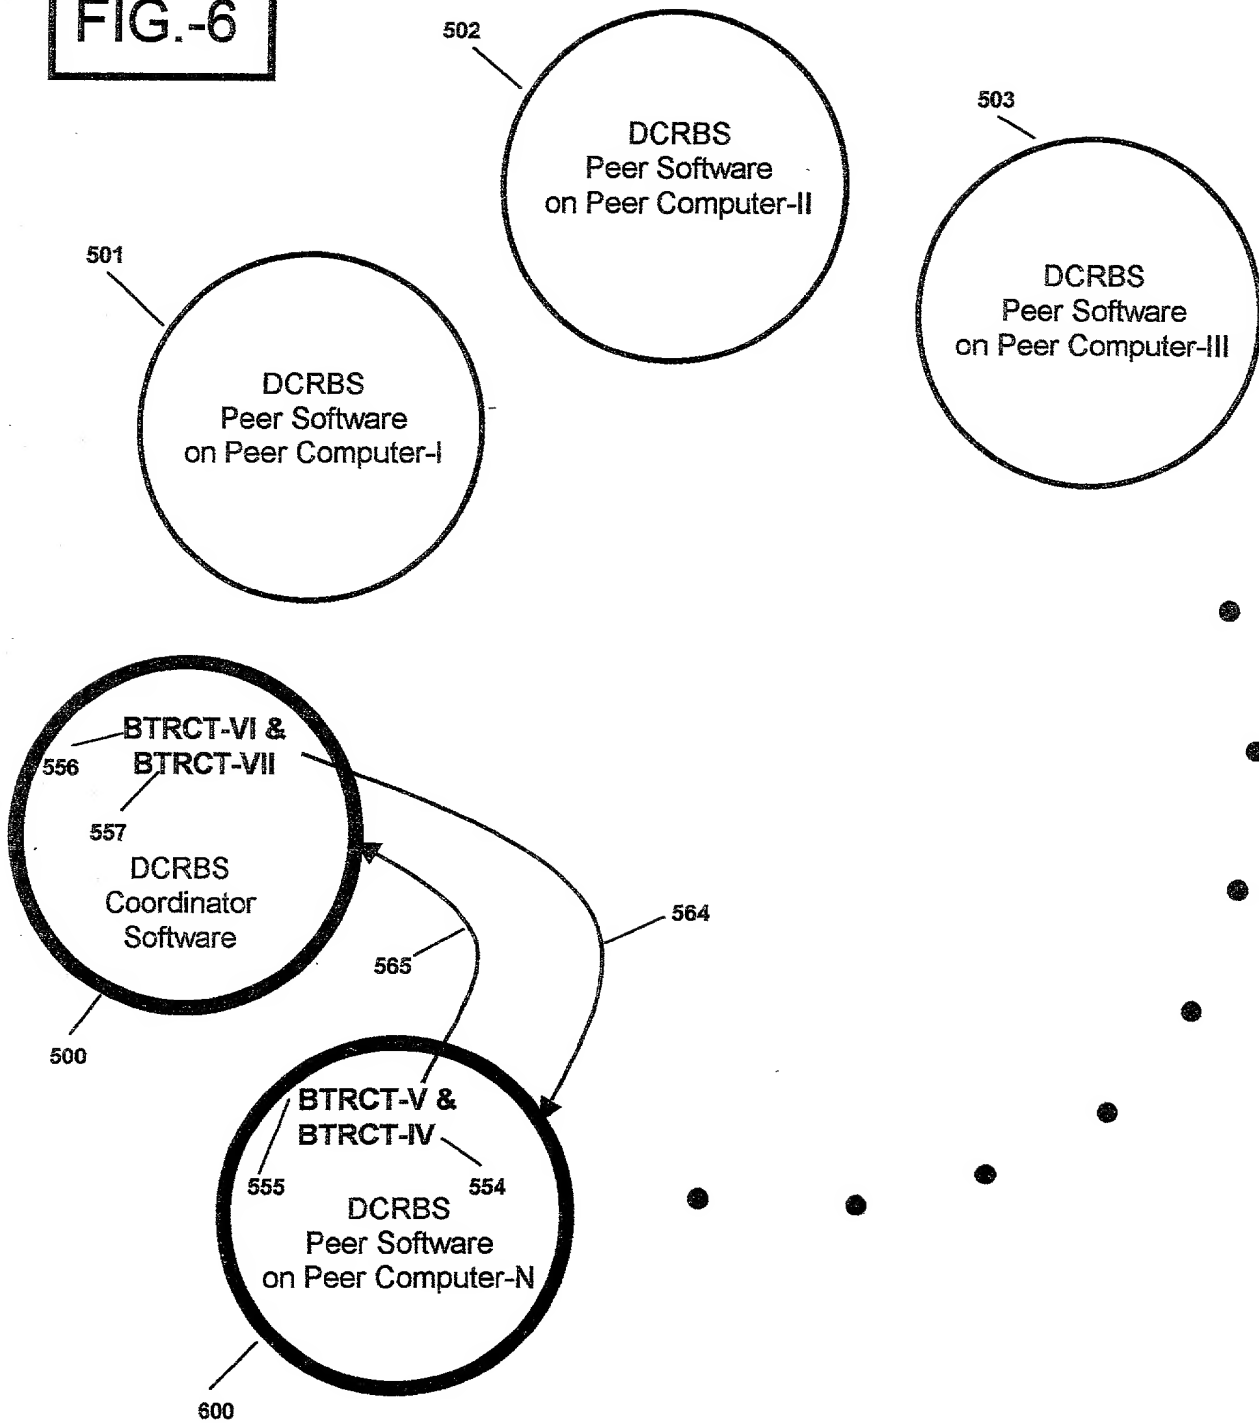 FIG.-6
502
DCRBS
Peer Software
on Peer Computer-II
503
DCRBS
Peer Software
on Peer Computer-III
501
DCRBS
Peer Software
on Peer Computer-I
BTRCT-VI &
556
BTRCT-VII
557
DCRBS
Coordinator
Software
500
565
564
BTRCT-V &
BTRCT-IV
555
554
DCRBS
Peer Software
on Peer Computer-N
600